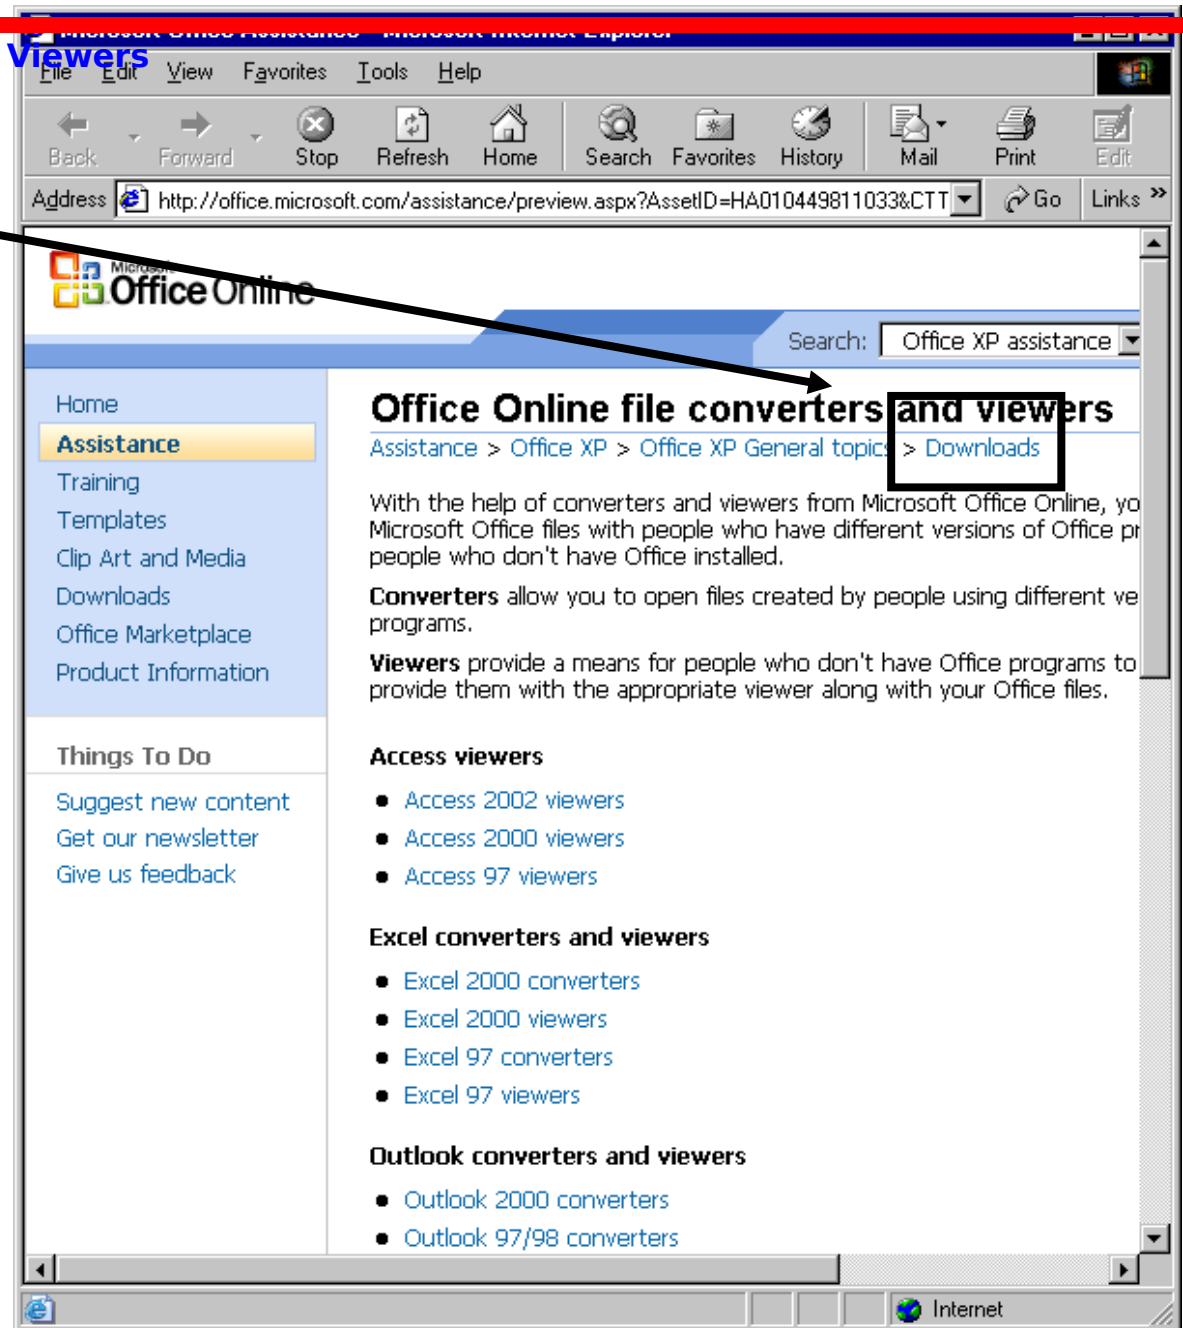 Microsoft Office Assistance - Microsoft Internet Explorer
Viewers
File Edit View Favorites Tools Help
Back Forward Stop Refresh Home Search Favorites History Mail Print Edit
Address http://office.microsoft.com/assistance/preview.aspx?AssetID=HA010449811033&CTT Go Links »
Microsoft
Office Online
Search: Office XP assistance
Home
Assistance
Training
Templates
Clip Art and Media
Downloads
Office Marketplace
Product Information
Things To Do
Suggest new content
Get our newsletter
Give us feedback
Office Online file converters and viewers
Assistance > Office XP > Office XP General topics > Downloads
With the help of converters and viewers from Microsoft Office Online, yo
Microsoft Office files with people who have different versions of Office pr
people who don't have Office installed.
Converters allow you to open files created by people using different ve
programs.
Viewers provide a means for people who don't have Office programs to
provide them with the appropriate viewer along with your Office files.
Access viewers
• Access 2002 viewers
• Access 2000 viewers
• Access 97 viewers
Excel converters and viewers
• Excel 2000 converters
• Excel 2000 viewers
• Excel 97 converters
• Excel 97 viewers
Outlook converters and viewers
• Outlook 2000 converters
• Outlook 97/98 converters
Internet